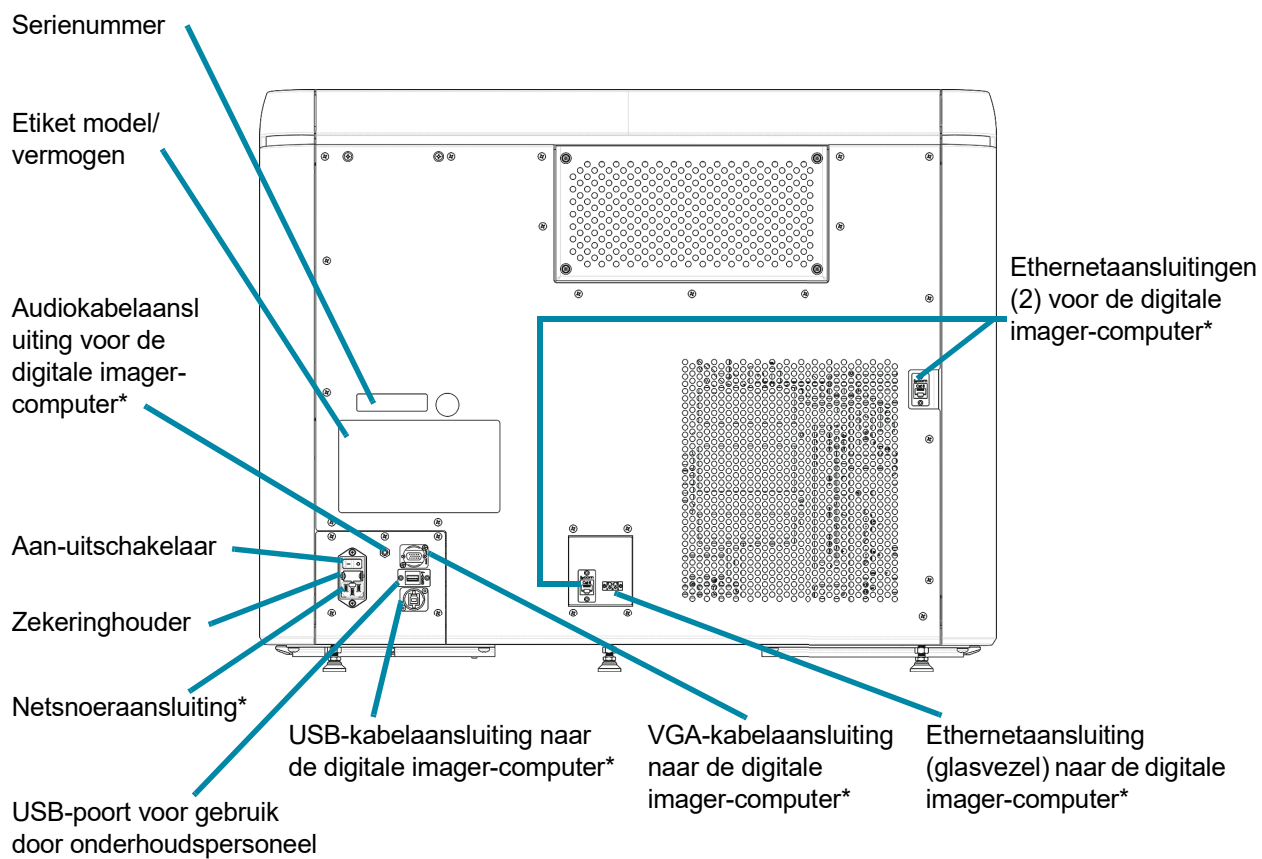 Serienummer
Etiket model/
vermogen
Audiokabelaansl
uiting voor de
digitale imager-
computer*
Aan-uitschakelaar
Zekeringhouder
Netsnoeraansluiting*
USB-poort voor gebruik
door onderhoudspersoneel
USB-kabelaansluiting naar
de digitale imager-computer*
VGA-kabelaansluiting
naar de digitale
imager-computer*
Ethernetaansluiting
(glasvezel) naar de digitale
imager-computer*
Ethernetaansluitingen
(2) voor de digitale
imager-computer*